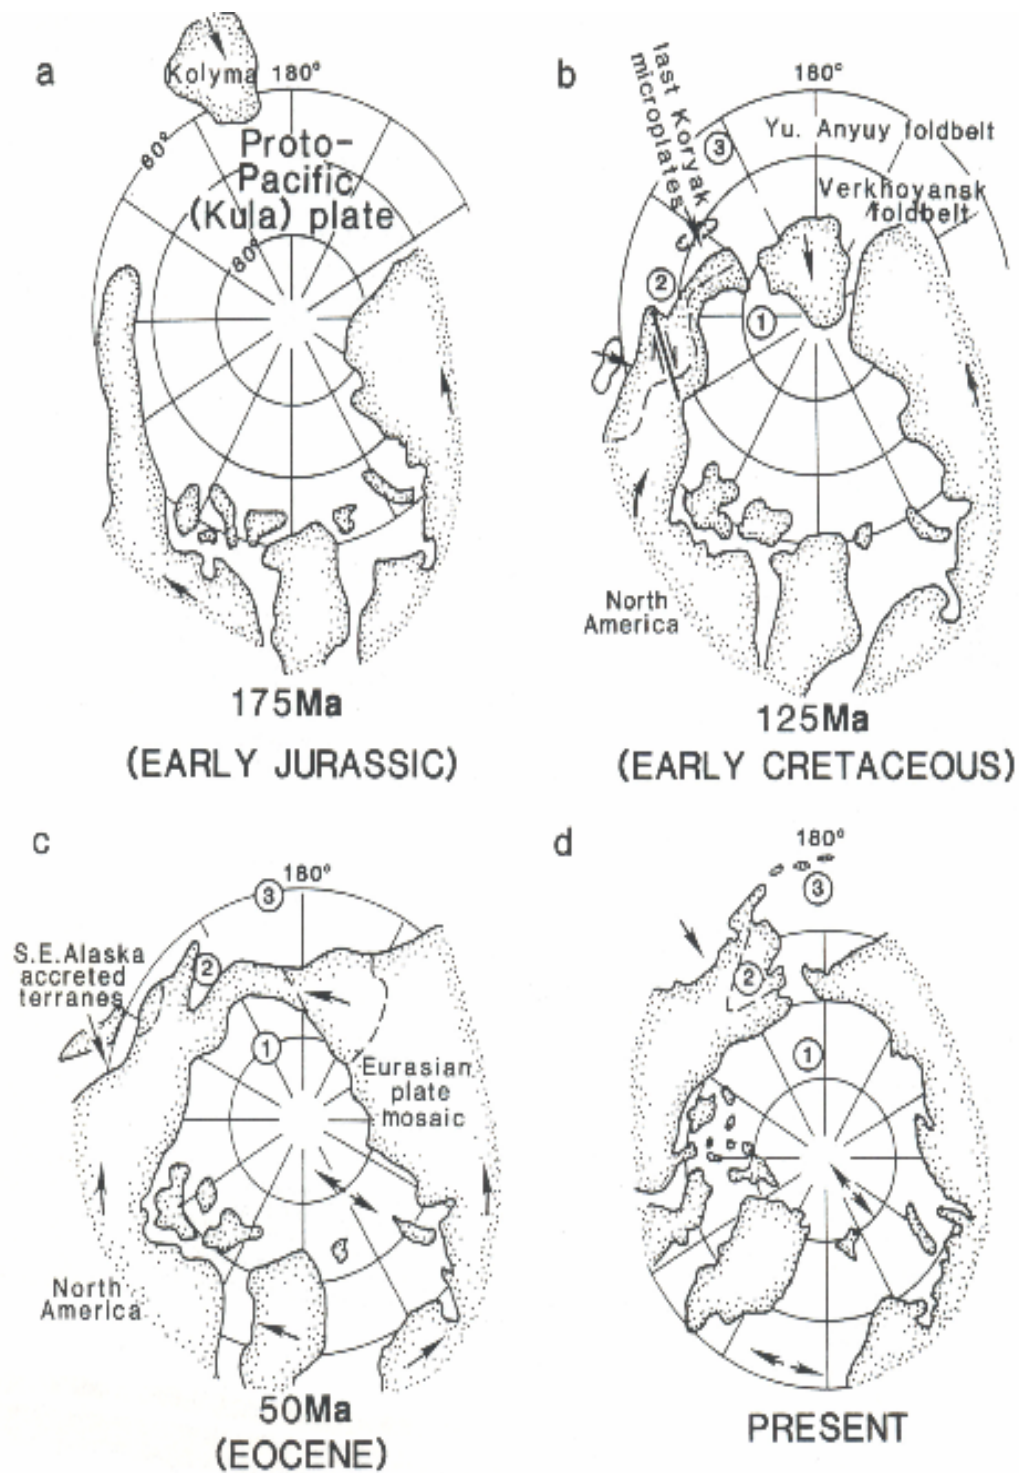 a
Kolyma
180°
60°
Proto-
Pacific
(Kula) plate
80°
175Ma
(EARLY JURASSIC)
b
last Koryak
microplates
180°
3
Yu. Anyuy foldbelt
Verkhoyansk
foldbelt
2
1
North
America
125Ma
(EARLY CRETACEOUS)
c
180°
3
S.E.Alaska
accreted
terranes
2
1
Eurasian
plate
mosaic
North
America
50Ma
(EOCENE)
d
180°
3
2
1
PRESENT